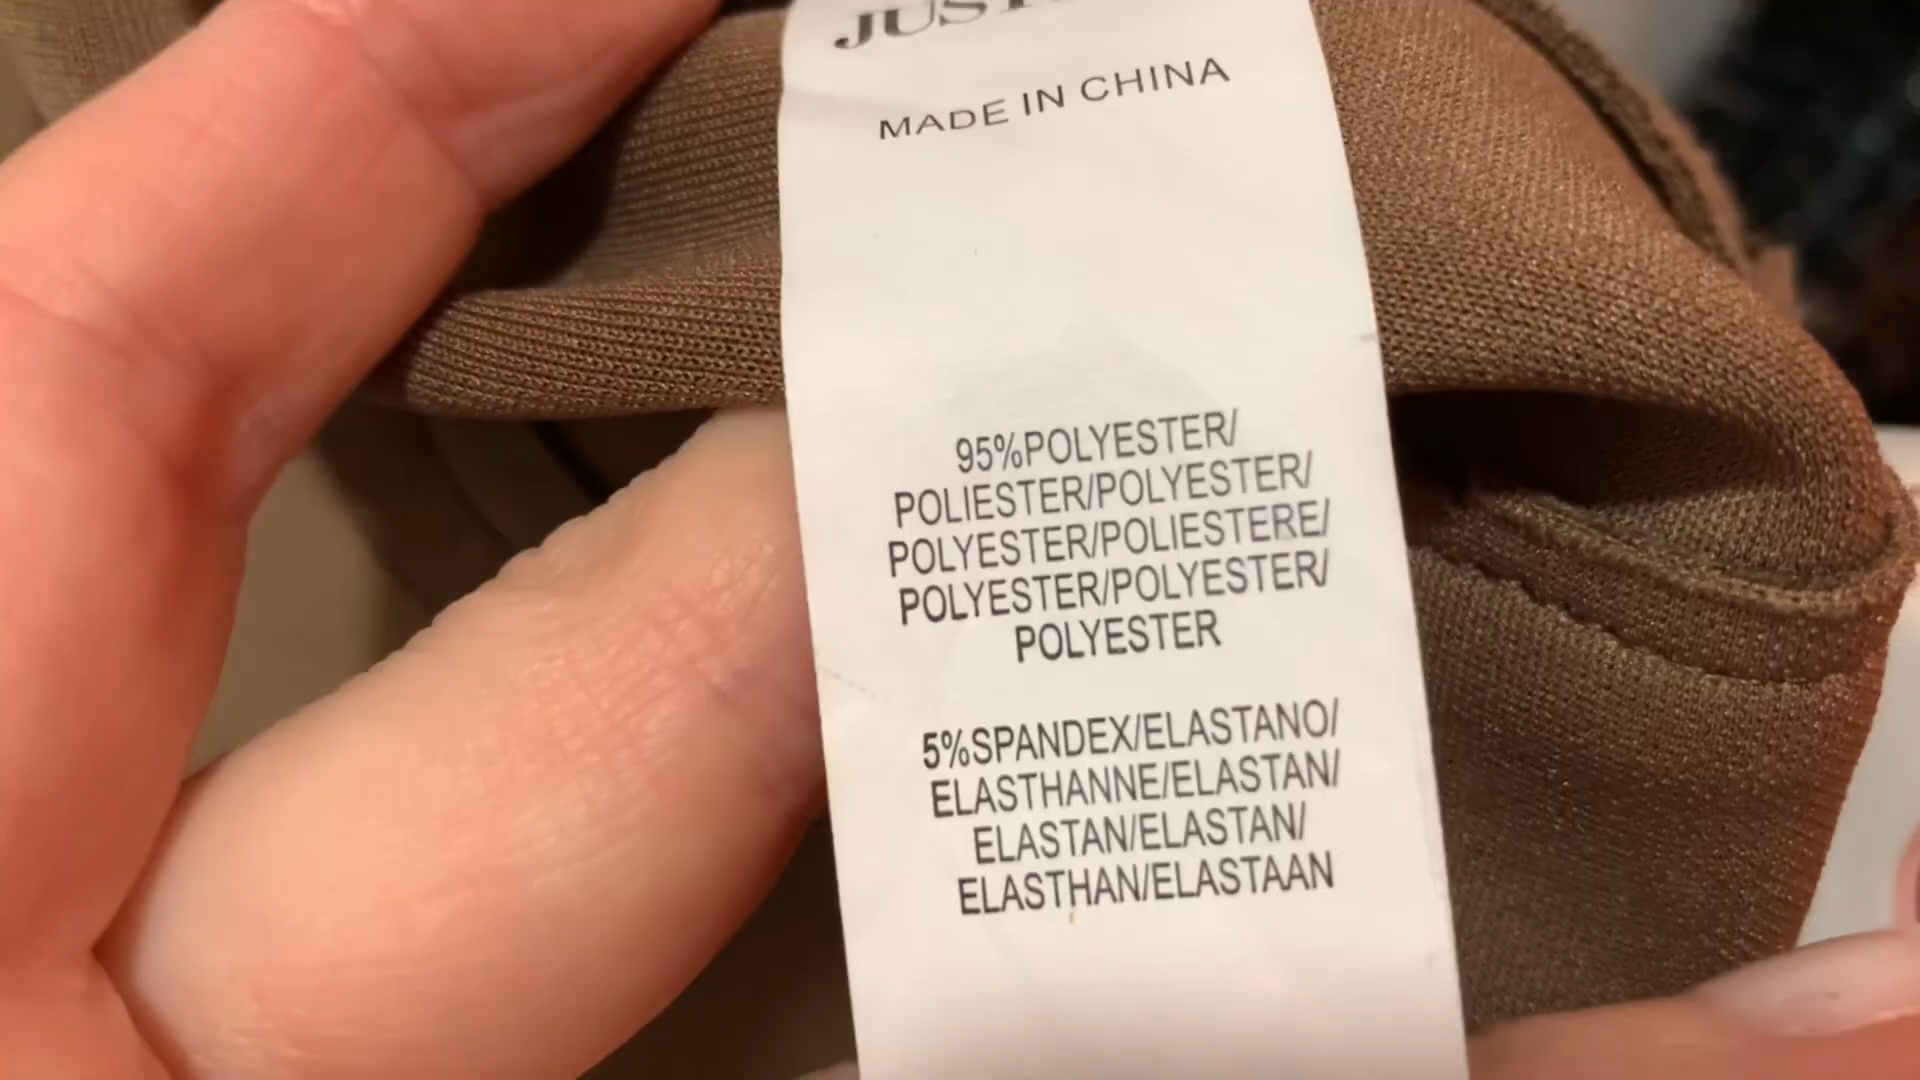 MADE IN CHINA
95%POLYESTER/
POLIESTER/POLYESTER/
POLYESTER/POLIESTERE/
POLYESTER/POLYESTER/
POLYESTER
5%SPANDEX/ELASTANO/
ELASTHANNE/ELASTAN/
ELASTAN/ELASTAN/
ELASTHAN/ELASTAAN